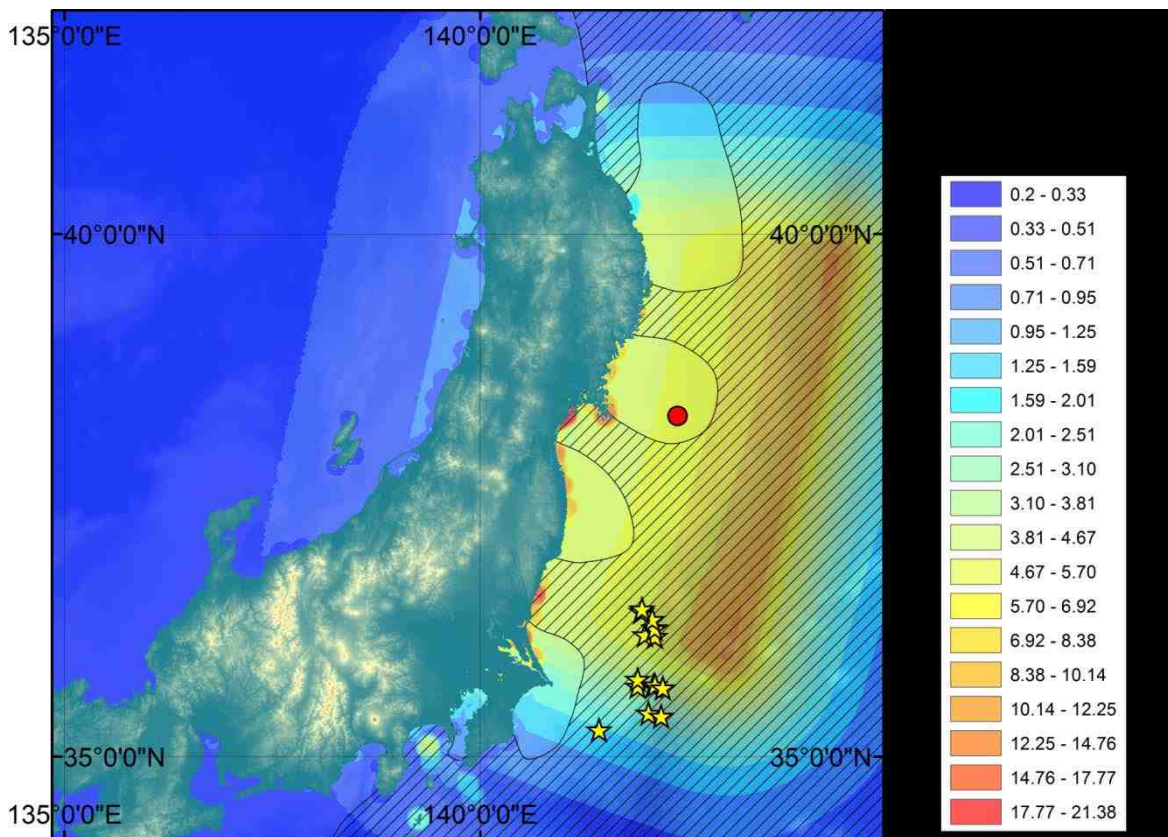 135°0'0"E
140°0'0"E
40°0'0"N
40°0'0"N
35°0'0"N
35°0'0"N
135°0'0"E
140°0'0"E
0.2 - 0.33
0.33 - 0.51
0.51 - 0.71
0.71 - 0.95
0.95 - 1.25
1.25 - 1.59
1.59 - 2.01
2.01 - 2.51
2.51 - 3.10
3.10 - 3.81
3.81 - 4.67
4.67 - 5.70
5.70 - 6.92
6.92 - 8.38
8.38 - 10.14
10.14 - 12.25
12.25 - 14.76
14.76 - 17.77
17.77 - 21.38